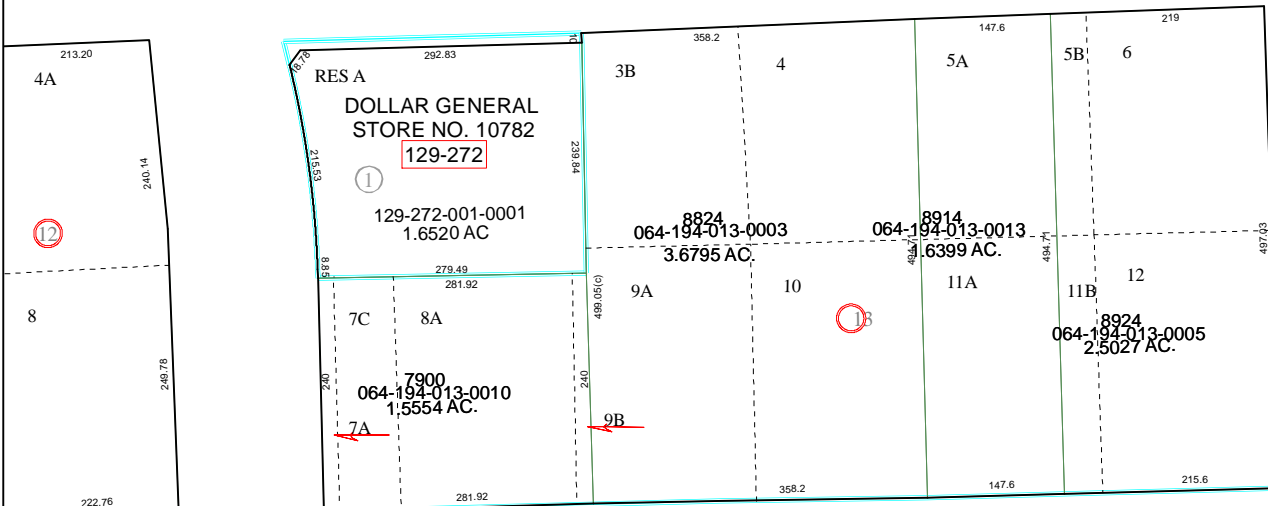 213.20
4A
240.14
12
8
249.78
222.76
18.78
292.83
10
RES A
DOLLAR GENERAL
STORE NO. 10782
129-272
1
215.53
239.84
129-272-001-0001
1.6520 AC
8.85
279.49
281.92
7C
8A
240
7900
064-194-013-0010
1.5554 AC.
7A
240
281.92
358.2
3B
4
8824
064-194-013-0003
3.6795 AC.
499.05(c)
9A
10
13
9B
358.2
147.6
5A
8914
064-194-013-0013
1.6399 AC.
494.71
11A
147.6
219
5B
6
494.71
497.03
11B
12
8924
064-194-013-0005
2.5027 AC.
215.6